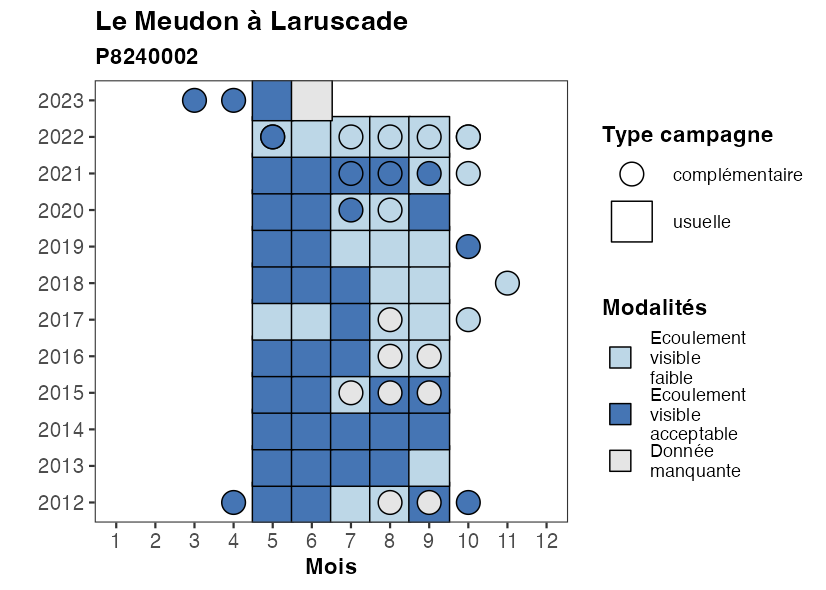 Le Meudon à Laruscade
P8240002
2023
2022
2021
2020
2019
2018
2017
2016
2015
2014
2013
2012
1 2 3 4 5 6 7 8 9 10 11 12
Mois
Type campagne
complémentaire
usuelle
Modalités
Ecoulement
visible
faible
Ecoulement
visible
acceptable
Donnée
manquante